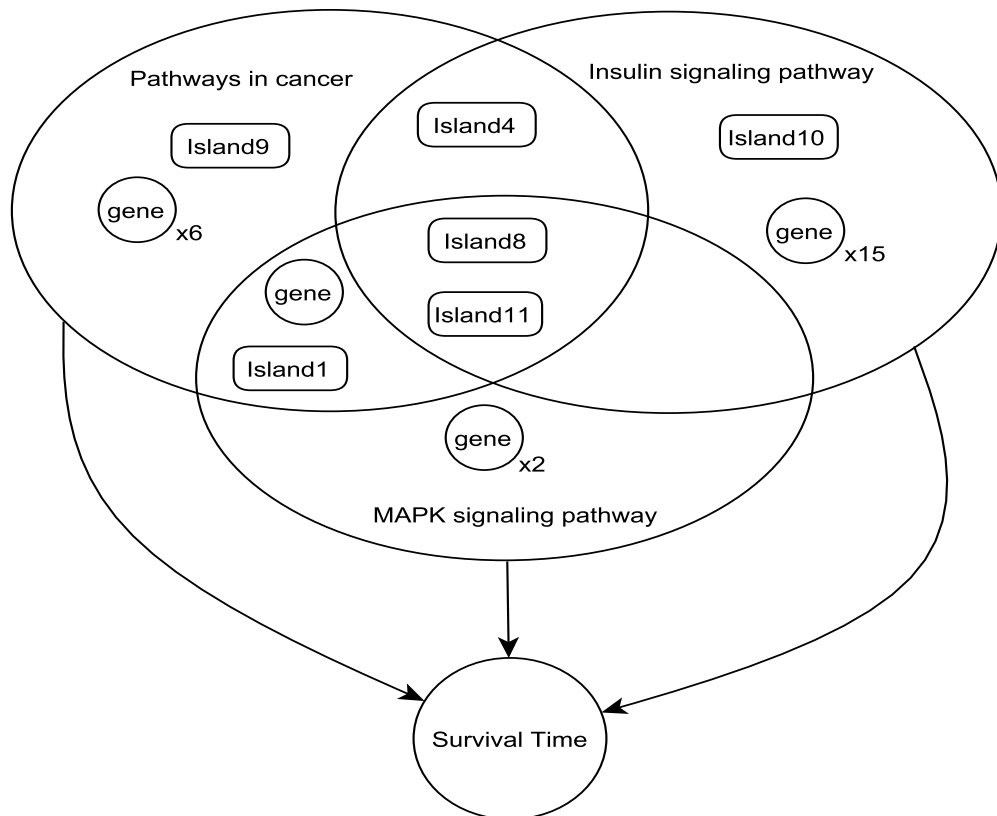 Pathways in cancer
Insulin signaling pathway
Island4
Island9
Island10
gene
x6
gene
x15
Island8
gene
Island11
Island1
gene
x2
MAPK signaling pathway
Survival Time